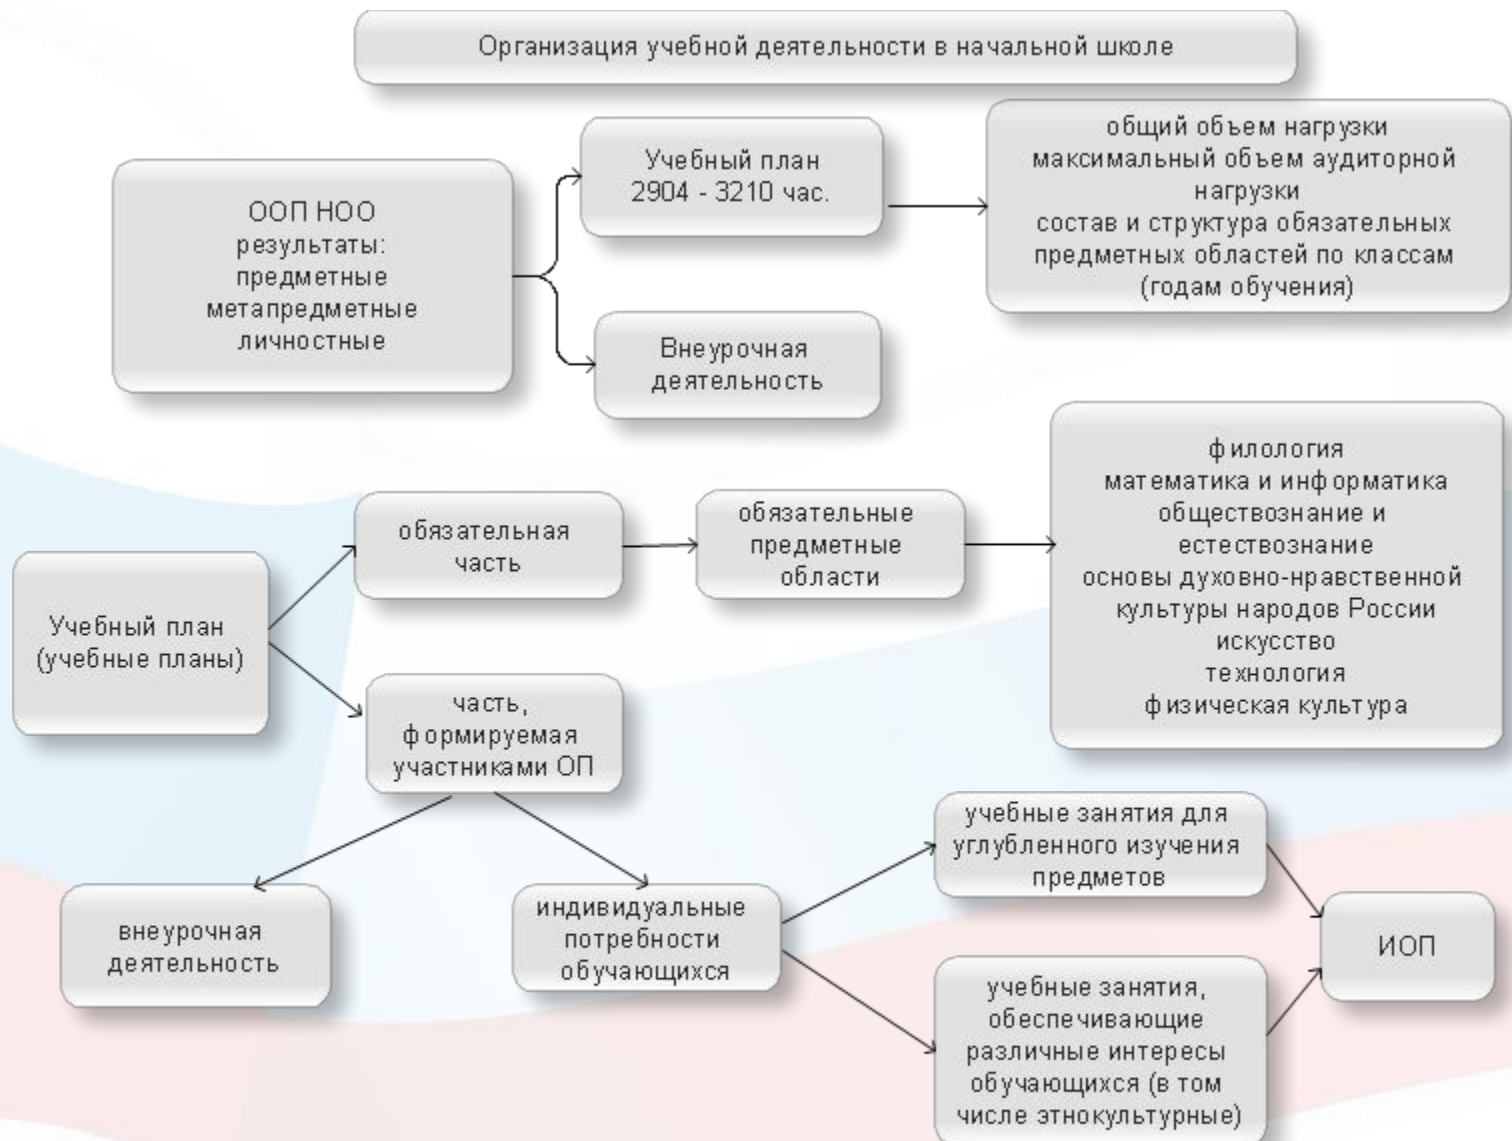 Организация учебной деятельности в начальной школе
ООП НОО
результаты:
предметные
метапредметные
личностные
Учебный план
2904 - 3210 час.
общий объем нагрузки
максимальный объем аудиторной
нагрузки
состав и структура обязательных
предметных областей по классам
(годам обучения)
Внеурочная
деятельность
Учебный план
(учебные планы)
обязательная
часть
обязательные
предметные
области
филология
математика и информатика
обществознание и
естествознание
основы духовно-нравственной
культуры народов России
искусство
технология
физическая культура
часть,
формируемая
участниками ОП
внеурочная
деятельность
индивидуальные
потребности
обучающихся
учебные занятия для
углубленного изучения
предметов
учебные занятия,
обеспечивающие
различные интересы
обучающихся (в том
числе этнокультурные)
ИОП